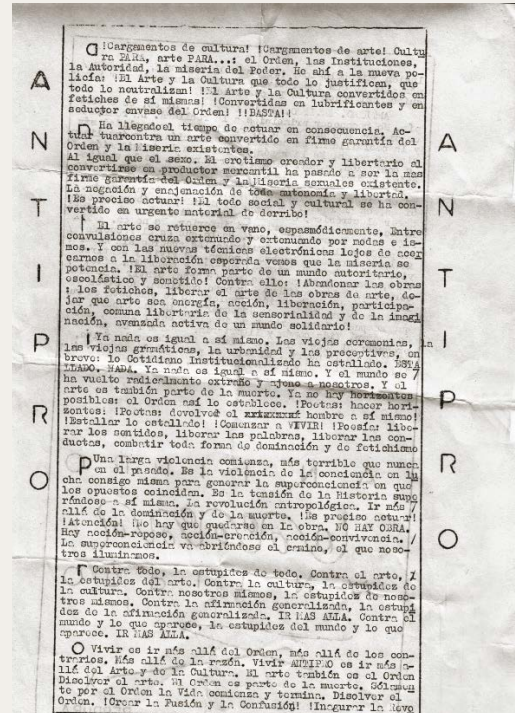 A N T I P R O
D !Cargamentos de cultura! !Cargamentos de arte! Cultu
ra PARA, arte PARA...: el Orden, las Instituciones,
la Autoridad, la miseria del Poder. He ahí a la nueva po-
licía: !El Arte y la Cultura que todo lo justifican, que
todo lo neutralizan! !El Arte y la Cultura convertidos en
fetiches de sí mismas! !Convertidas en lubrificantes y en
seductor envase del Orden! !!BASTA!!
Ha llegado el tiempo de actuar en consecuencia. Ac-
tuar contra un arte convertido en firme garantía del
Orden y la Miseria existentes.
Al igual que el sexo. El erotismo creador y libertario al
convertirse en productor mercantil ha pasado a ser la mas
firme garantía del Orden y la Miseria sexuales existente.
La negación y enajenación de toda autonomía y libertad.
!Es preciso actuar! !El todo social y cultural se ha con-
vertido en urgente material de derribo!
El arte se retuerce en vano, espasmódicamente, Entre
convulsiones cruza extenuado y extenuando por modas e is-
mos. Y con las nuevas técnicas electrónicas lejos de acer
carnos a la liberación esperada vemos que la miseria se
potencia. !El arte forma parte de un mundo autoritario,
escolástico y sometido! Contra ello: !Abandonar las obras
: los fetiches, liberar el arte de las obras de arte, de-
jar que arte sea energía, acción, liberación, participa-
ción, comuna libertaria de la sensorialidad y de la imagi
nación, avanzada activa de un mundo solidario!
! Ya nada es igual a sí mismo. Las viejas ceremonias, la
las viejas gramáticas, la urbanidad y las preceptivas, en
breve: lo Cotidiano Institucionalizado ha estallado. ESTA
LLADO. NADA. Ya nada es igual a sí mismo. Y el mundo se
ha vuelto radicalmente extraño y ajeno a nosotros. Y el
arte es también parte de la muerte. Ya no hay horizontes
posibles: el Orden así lo establece. !Poetas: hacer hori-
zontes! !Poetas: devolved el hombre a sí mismo!
!Estallar lo estallado! !Comenzar a VIVIR! !Poesía: libe-
rar los sentidos, liberar las palabras, liberar las con-
ductas, combatir toda forma de dominación y de fetichismo
P Una larga violencia comienza, más terrible que nunca
en el pasado. Es la violencia de la conciencia en lu
cha consigo misma para generar la superconciencia en que
los opuestos coincidan. Es la tensión de la Historia supe
rándose a sí misma. La revolución antropológica. Ir más
allá de la dominación y de la muerte. !Es preciso actuar!
!Atención! !No hay que quedarse en la obra, NO HAY OBRA.
Hay acción-reposo, acción-creación, acción-convivencia.
La superconciencia va abriéndose el camino, el que noso-
tros iluminamos.
Contra todo, la estupidez de todo. Contra el arte,
la estupidez del arte. Contra la cultura, la estupidez de
la cultura. Contra nosotros mismos, la estupidez de noso-
tros mismos. Contra la afirmación generalizada, la estupi
dez de la afirmación generalizada. IR MAS ALLA. Contra el
mundo y lo que aparece, la estupidez del mundo y lo que
aparece. IR MAS ALLA.
O Vivir es ir más allá del Orden, más allá de los con-
trarios. Más allá de la razón. Vivir ANTIPRO es ir más a-
llá del Arte y de la Cultura. El arte también es el Orden
Disolver el arte. El Orden es parte de la muerte. Sólamen
te por el Orden la Vida comienza y termina. Disolver el
Orden. !Crear la Fusión y la Confusión! !Inagurar la Revo
A N T I P R O